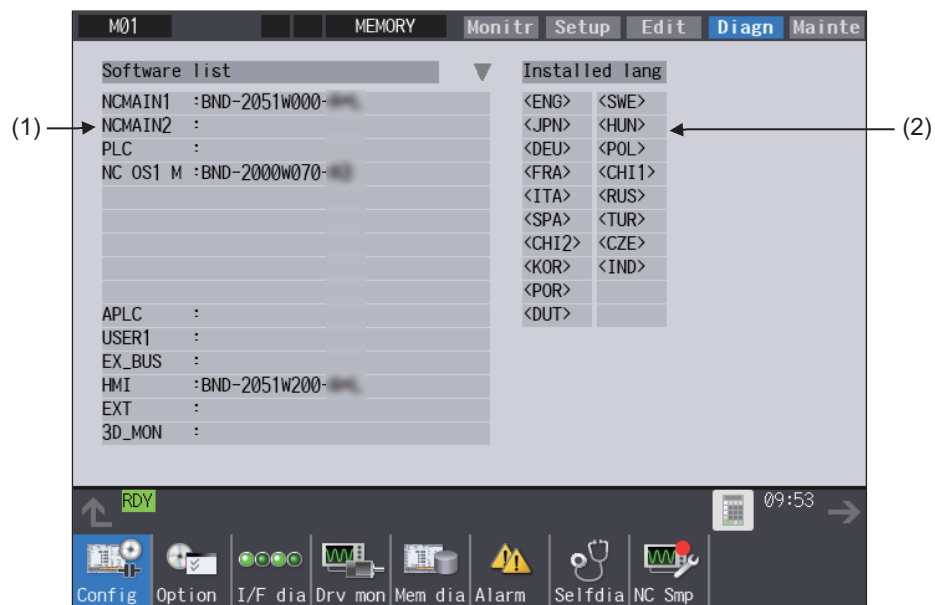 M01 MEMORY Monitr Setup Edit Diagn Mainte
Software list
NCMAIN1 :BND-2051W000-
(1)
NCMAIN2 :
PLC :
NC OS1 M :BND-2000W070-
APLC :
USER1 :
EX_BUS :
HMI :BND-2051W200-
EXT :
3D_MON :
Installed lang
<ENG> <SWE>
<JPN> <HUN>
(2)
<DEU> <POL>
<FRA> <CHI1>
<ITA> <RUS>
<SPA> <TUR>
<CHI2> <CZE>
<KOR> <IND>
<POR>
<DUT>
RDY
09:53
Config Option I/F dia Drv mon Mem dia Alarm Selfdia NC Smp